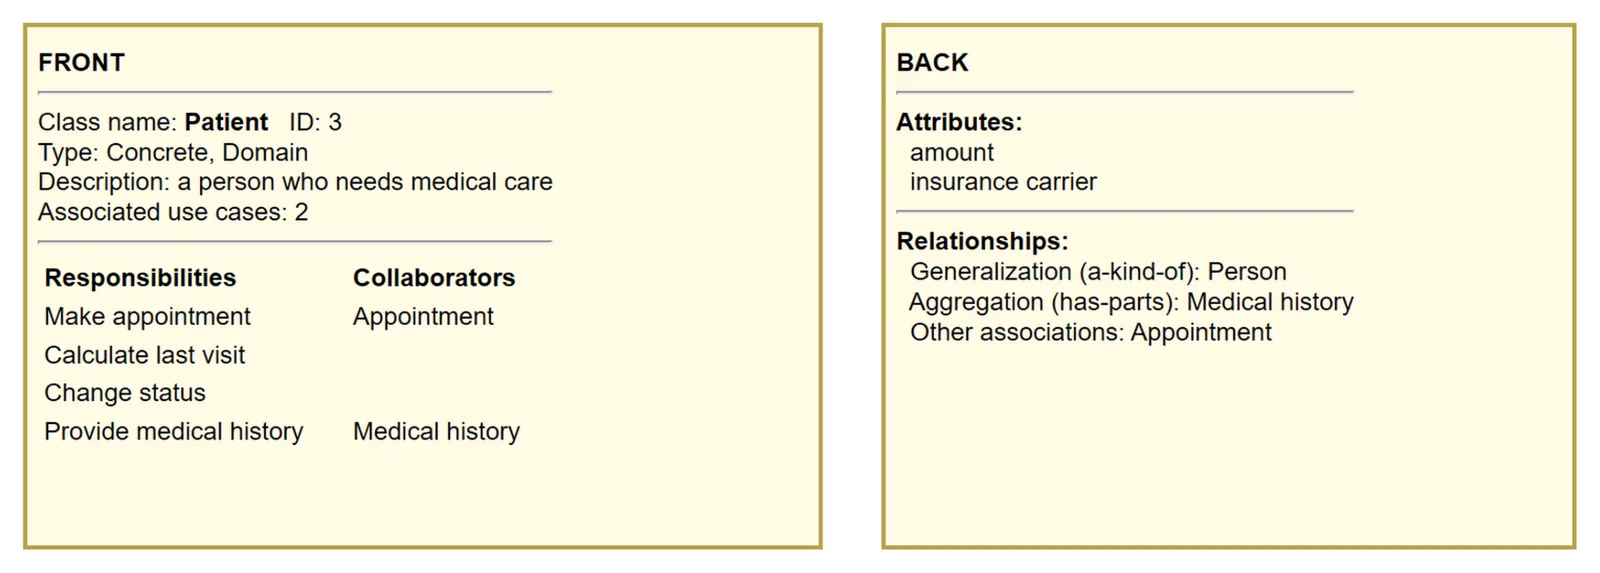 FRONT
Class name: Patient ID: 3
Type: Concrete, Domain
Description: a person who needs medical care
Associated use cases: 2
Responsibilities Collaborators
Make appointment Appointment
Calculate last visit
Change status
Provide medical history Medical history
BACK
Attributes:
amount
insurance carrier
Relationships:
Generalization (a-kind-of): Person
Aggregation (has-parts): Medical history
Other associations: Appointment